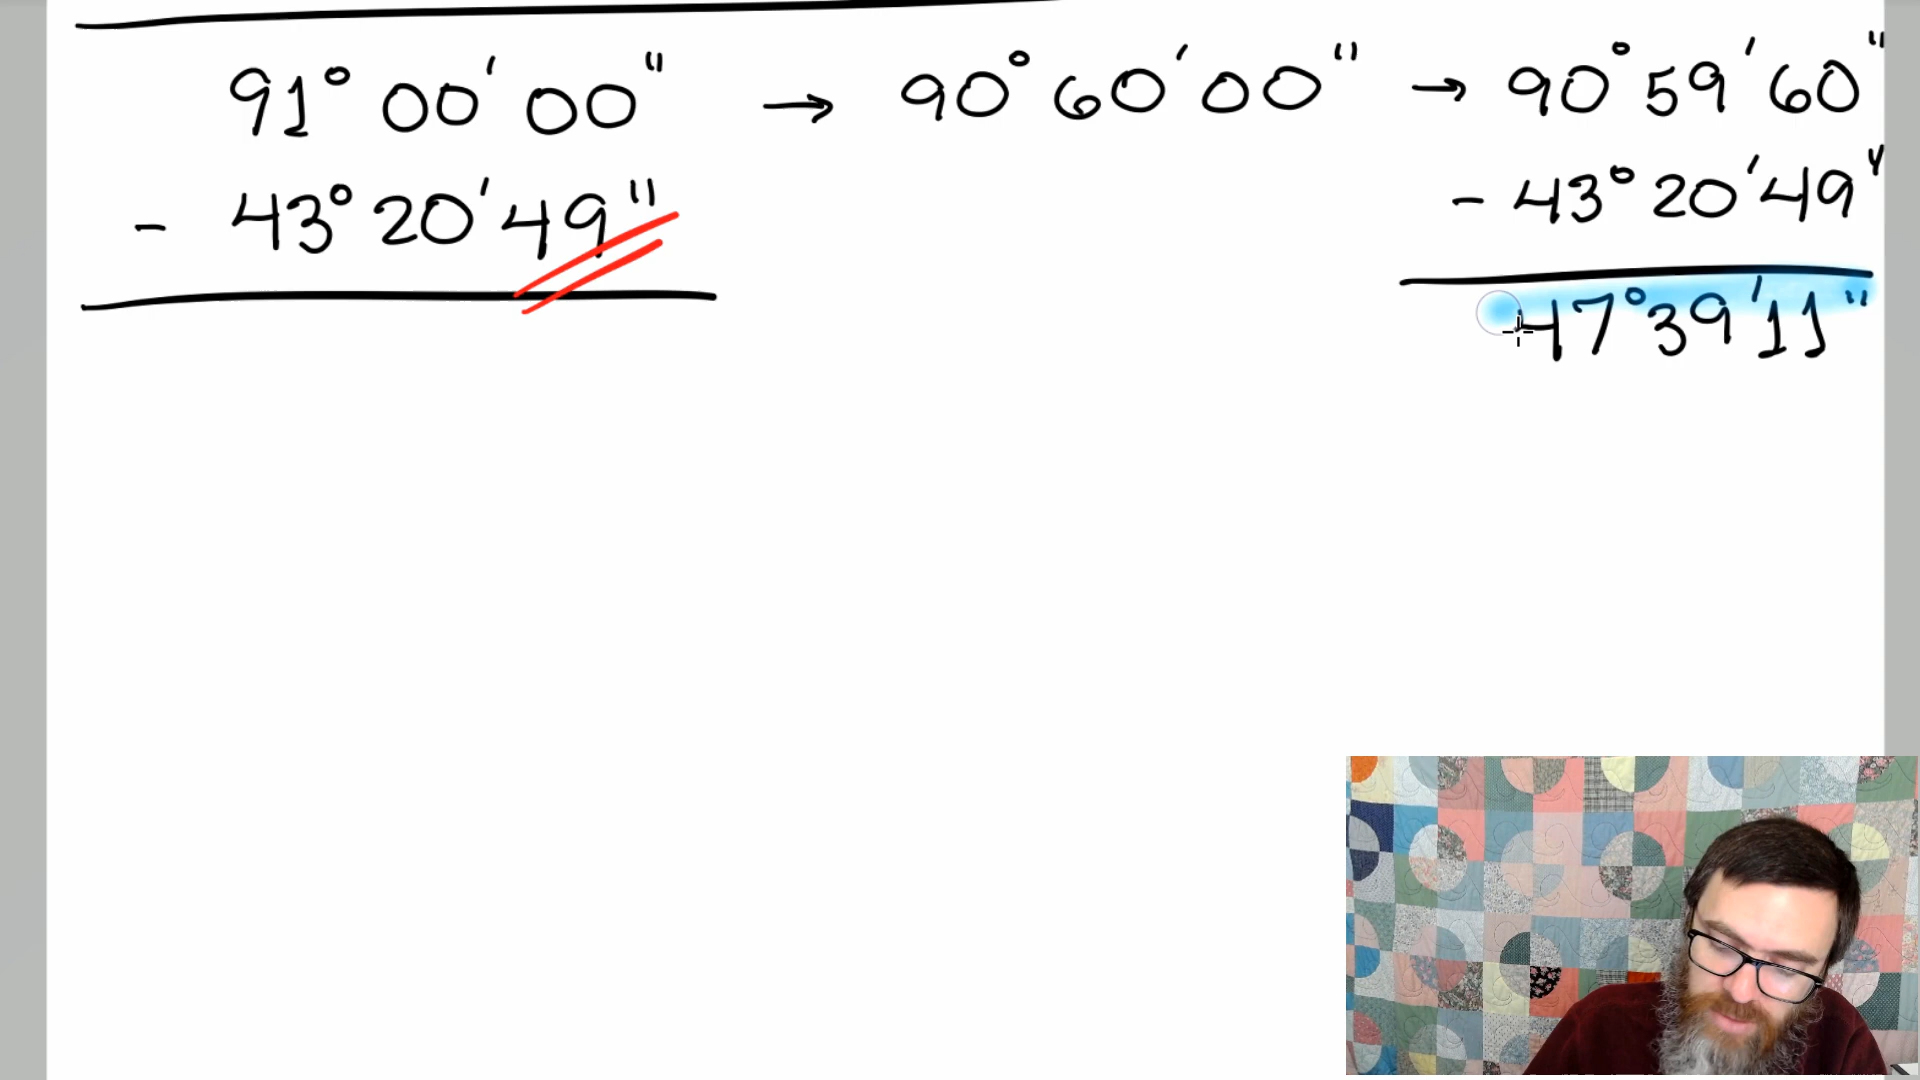 91° 00' 00" → 90° 60' 00" → 90° 59' 60"
- 43° 20' 49" - 43° 20' 49"
47° 39' 11"